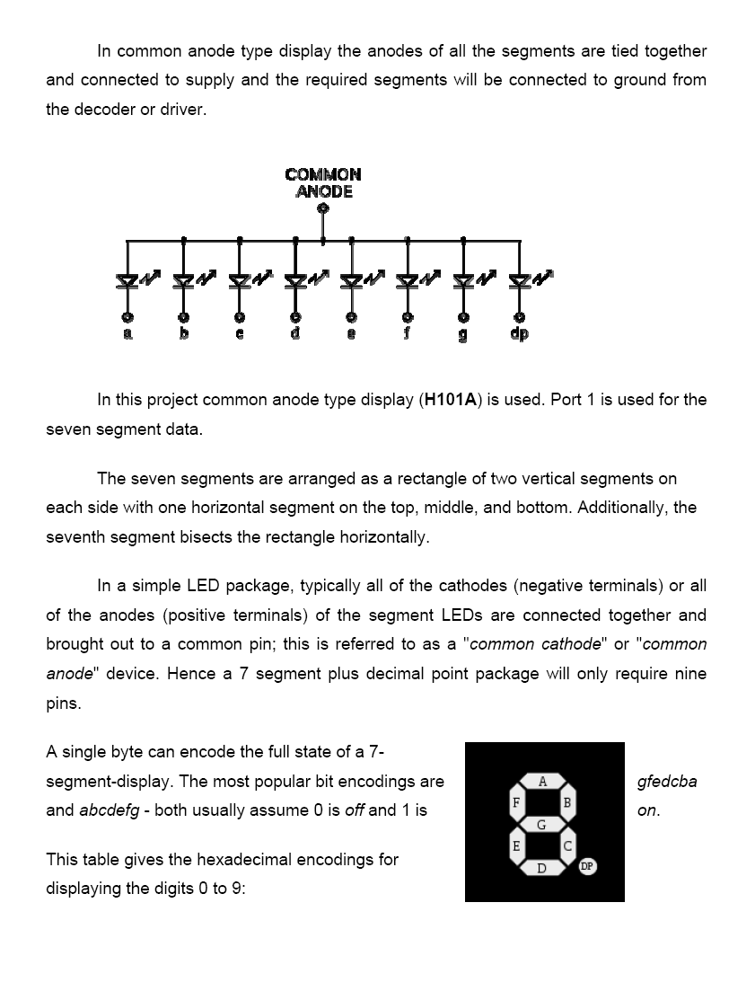 In common anode type display the anodes of all the segments are tied together
and connected to supply and the required segments will be connected to ground from
the decoder or driver.
COMMON
ANODE
a b c d e f g dp
In this project common anode type display (H101A) is used. Port 1 is used for the
seven segment data.
The seven segments are arranged as a rectangle of two vertical segments on
each side with one horizontal segment on the top, middle, and bottom. Additionally, the
seventh segment bisects the rectangle horizontally.
In a simple LED package, typically all of the cathodes (negative terminals) or all
of the anodes (positive terminals) of the segment LEDs are connected together and
brought out to a common pin; this is referred to as a "common cathode" or "common
anode" device. Hence a 7 segment plus decimal point package will only require nine
pins.
A single byte can encode the full state of a 7-
segment-display. The most popular bit encodings are gfedcba
and abcdefg - both usually assume 0 is off and 1 is on.
This table gives the hexadecimal encodings for
displaying the digits 0 to 9:
A
F B
G
E C
D DP